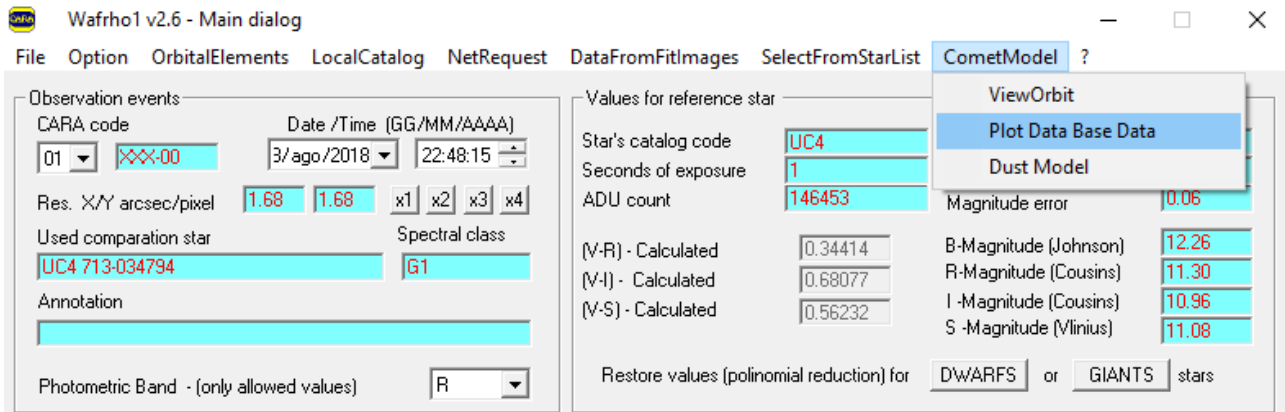 Wafrho1 v2.6 - Main dialog
File Option OrbitalElements LocalCatalog NetRequest DataFromFitImages SelectFromStarList CometModel ?
ViewOrbit
Plot Data Base Data
Dust Model
Observation events
CARA code
Date /Time (GG/MM/AAAA)
01 XXX-00 3/ago/2018 22:48:15
Res. X/Y arcsec/pixel 1.68 1.68 x1 x2 x3 x4
Used comparation star Spectral class
UC4 713-034794 G1
Annotation
Photometric Band - (only allowed values) R
Values for reference star
Star's catalog code UC4
Seconds of exposure 1
ADU count 146453
Magnitude error 0.06
(V-R) - Calculated 0.34414
(V-I) - Calculated 0.68077
(V-S) - Calculated 0.56232
B-Magnitude (Johnson) 12.26
R-Magnitude (Cousins) 11.30
I -Magnitude (Cousins) 10.96
S -Magnitude (Vlinius) 11.08
Restore values (polinomial reduction) for DWARFS or GIANTS stars